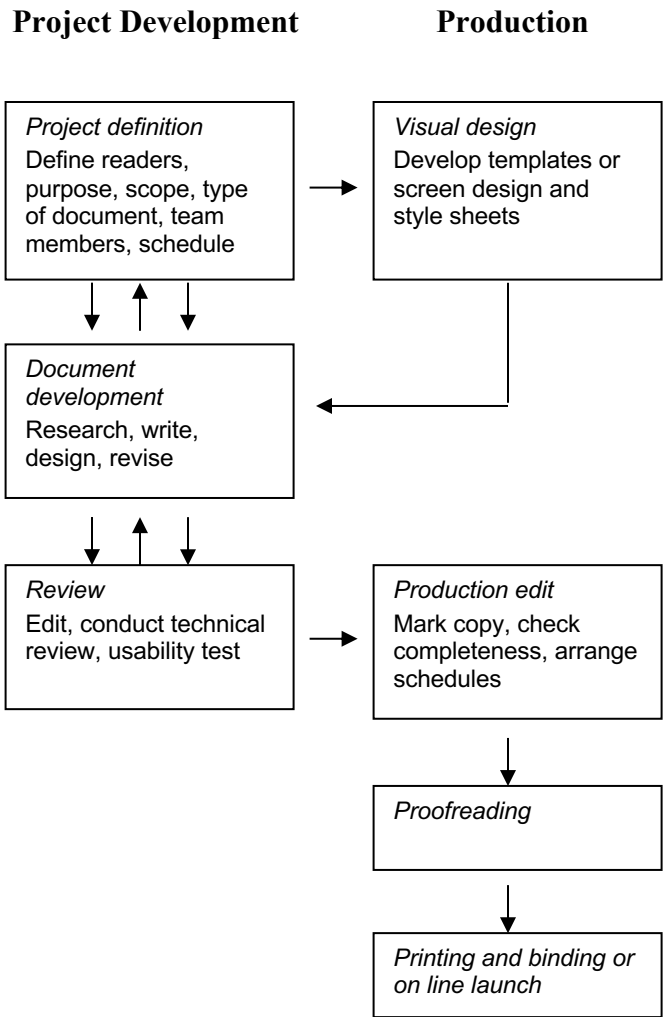 Project Development
Production
Project definition
Define readers,
purpose, scope, type
of document, team
members, schedule
Visual design
Develop templates or
screen design and
style sheets
Document
development
Research, write,
design, revise
Review
Edit, conduct technical
review, usability test
Production edit
Mark copy, check
completeness, arrange
schedules
Proofreading
Printing and binding or
on line launch